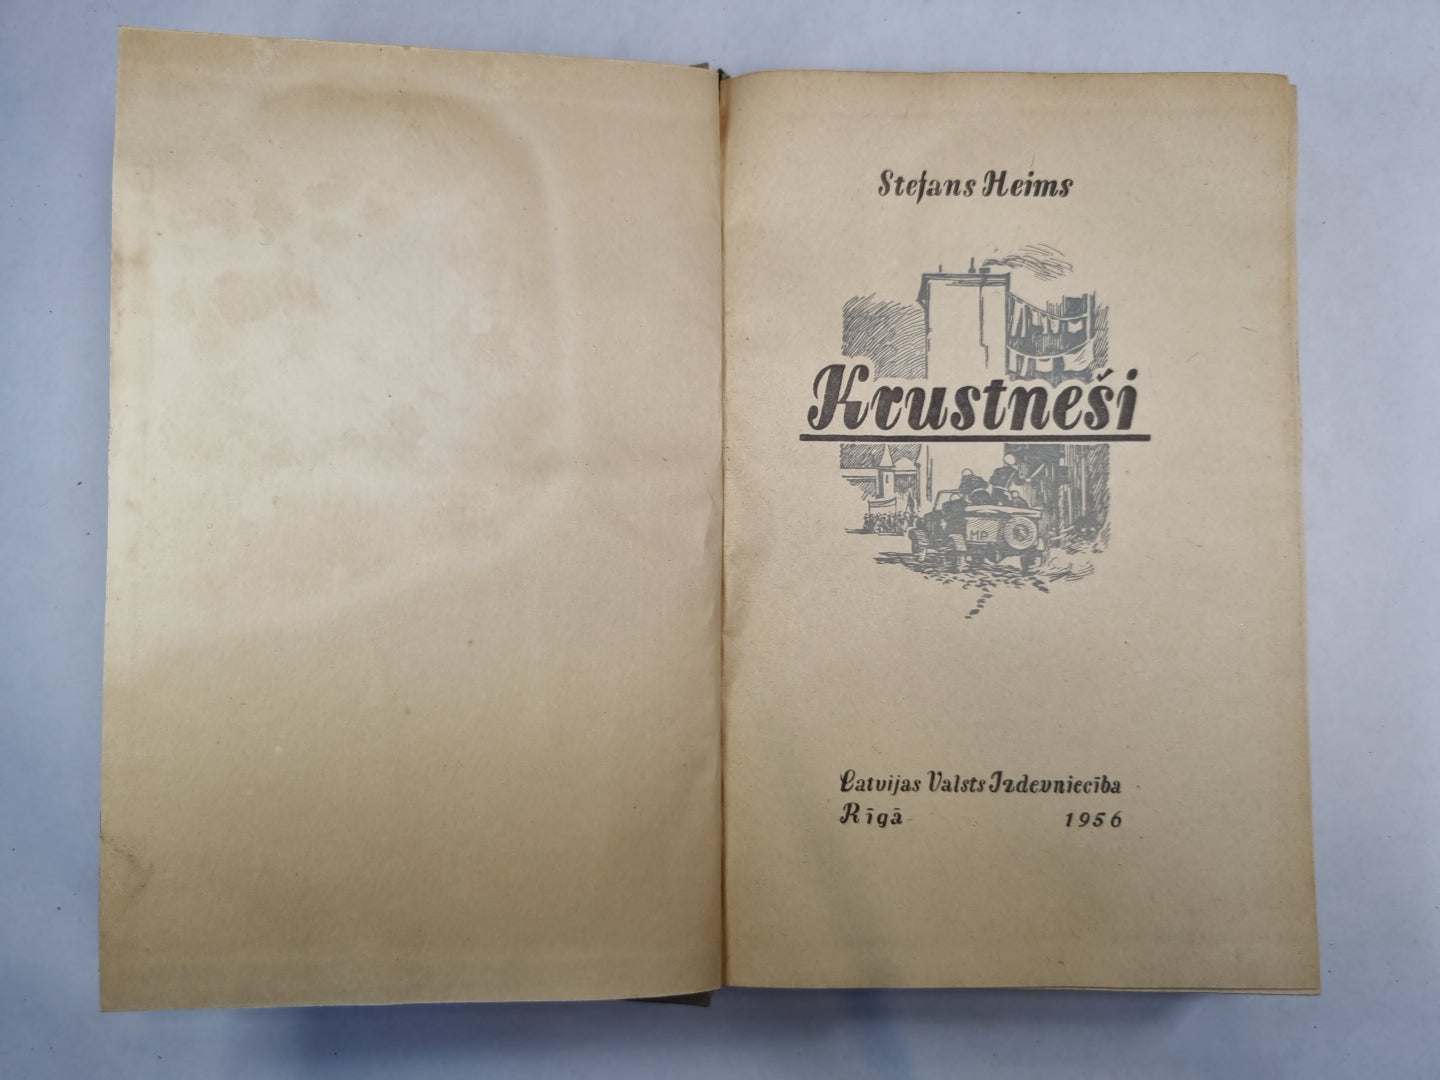 Stefans Heims
Krustneši
MP
Latvijas Valsts Izdevniecība
Rīgā 1956